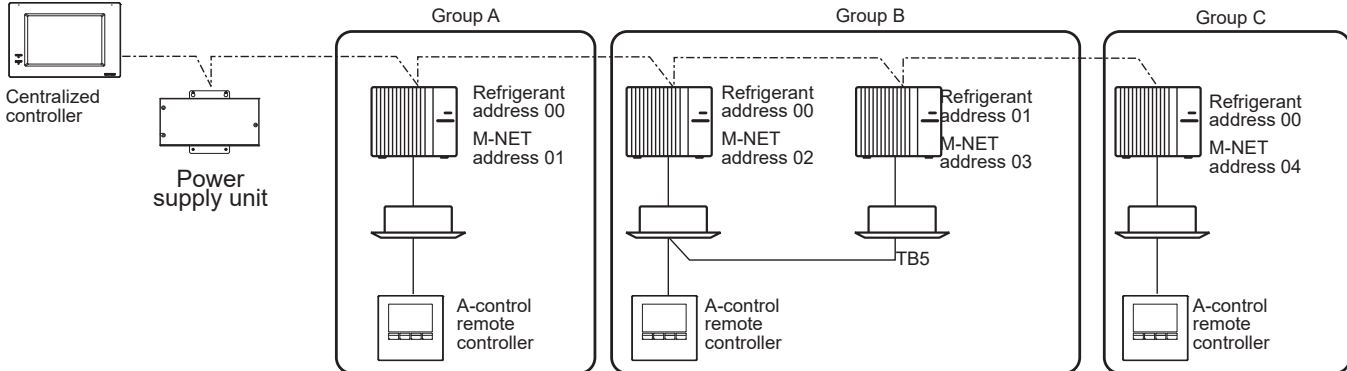 Group A
Group B
Group C
Centralized
controller
Power
supply unit
Refrigerant
address 00
M-NET
address 01
Refrigerant
address 00
M-NET
address 02
Refrigerant
address 01
M-NET
address 03
Refrigerant
address 00
M-NET
address 04
TB5
A-control
remote
controller
A-control
remote
controller
A-control
remote
controller